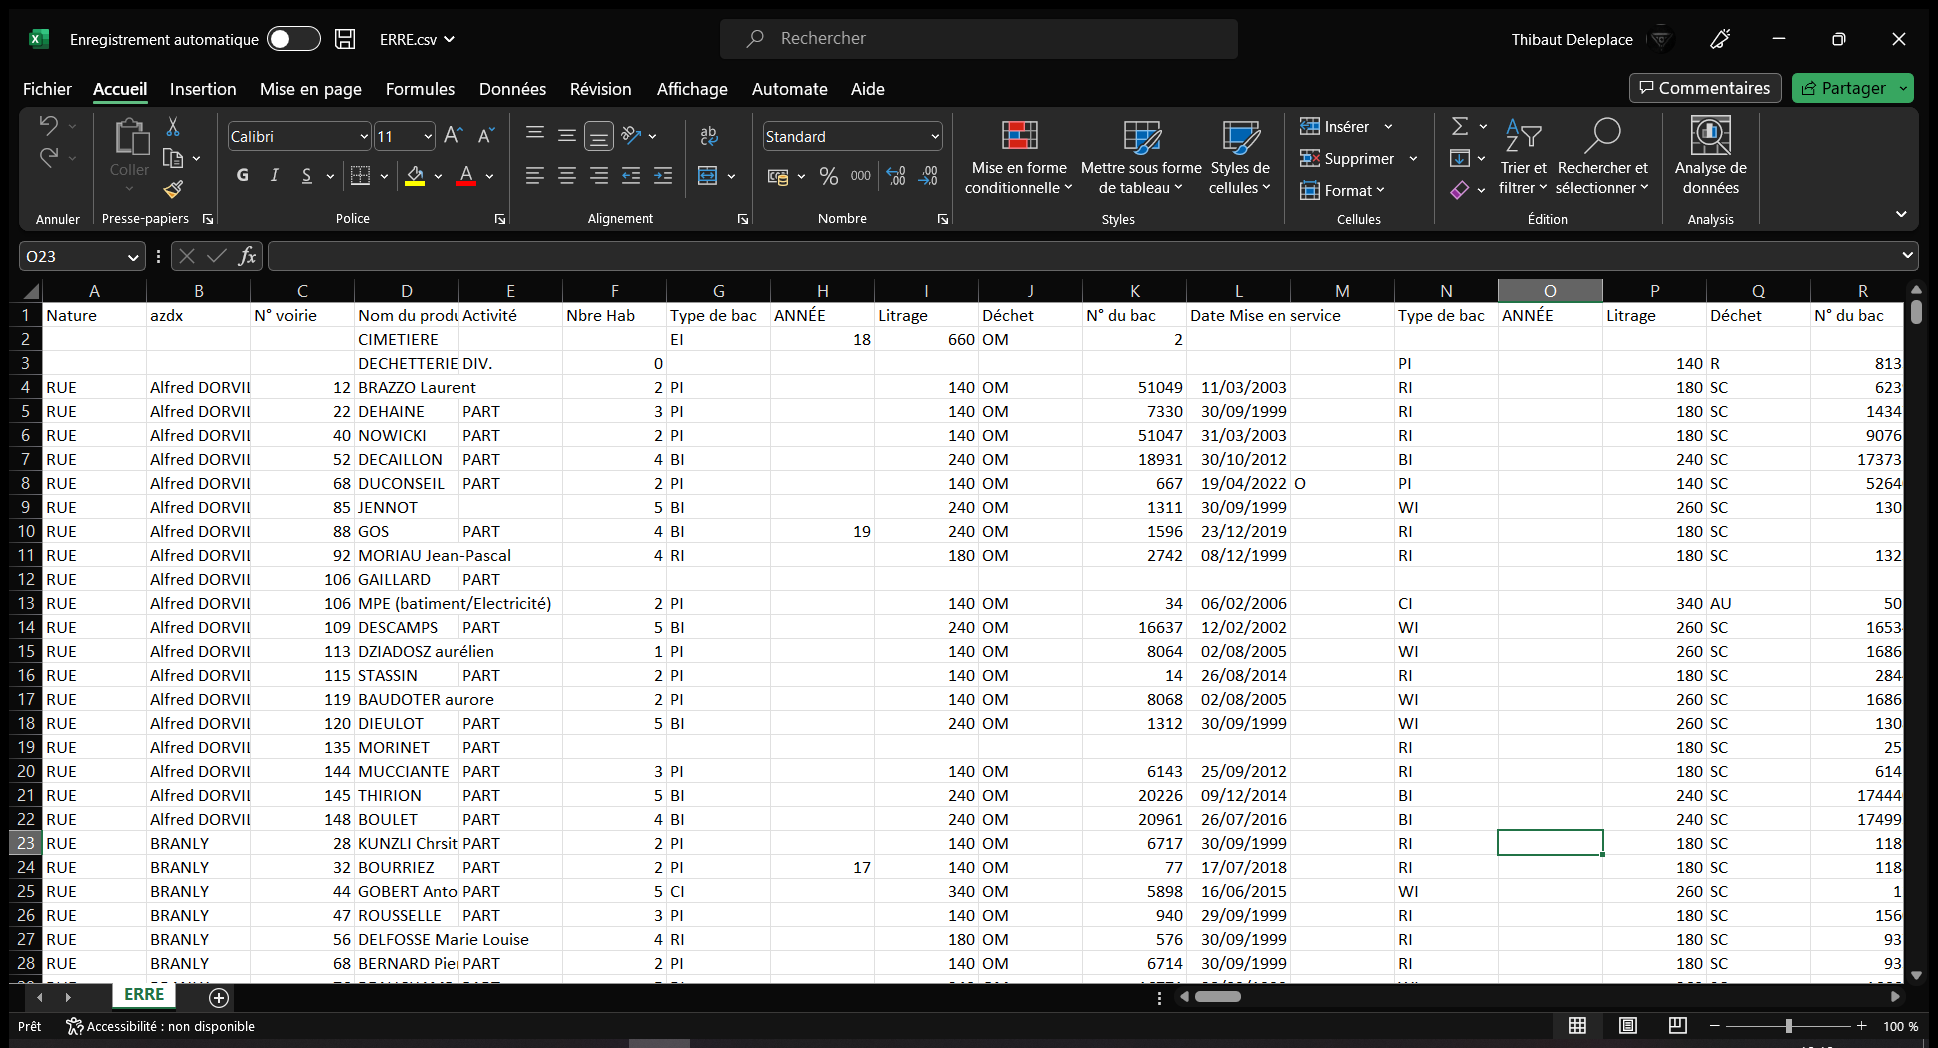 Enregistrement automatique ERRE.csv Rechercher Thibaut Deleplace
Fichier Accueil Insertion Mise en page Formules Données Révision Affichage Automate Aide Commentaires Partager
Coller Calibri 11 Standard Insérer
Mise en forme Mettre sous forme Styles de Supprimer Trier et Rechercher et Analyse de
G I S A % 000 conditionnelle de tableau cellules Format filtrer sélectionner données
Annuler Presse-papiers Police Alignement Nombre Styles Cellules Édition Analysis
O23 fx
A B C D E F G H I J K L M N O P Q R
1 Nature azdx N° voirie Nom du produ Activité Nbre Hab Type de bac ANNÉE Litrage Déchet N° du bac Date Mise en service Type de bac ANNÉE Litrage Déchet N° du bac
2 CIMETIERE EI 18 660 OM 2
3 DECHETTERIE DIV. 0 PI 140 R 813
4 RUE Alfred DORVIL 12 BRAZZO Laurent 2 PI 140 OM 51049 11/03/2003 RI 180 SC 623
5 RUE Alfred DORVIL 22 DEHAINE PART 3 PI 140 OM 7330 30/09/1999 RI 180 SC 1434
6 RUE Alfred DORVIL 40 NOWICKI PART 2 PI 140 OM 51047 31/03/2003 RI 180 SC 9076
7 RUE Alfred DORVIL 52 DECAILLON PART 4 BI 240 OM 18931 30/10/2012 BI 240 SC 17373
8 RUE Alfred DORVIL 68 DUCONSEIL PART 2 PI 140 OM 667 19/04/2022 O PI 140 SC 5264
9 RUE Alfred DORVIL 85 JENNOT 5 BI 240 OM 1311 30/09/1999 WI 260 SC 130
10 RUE Alfred DORVIL 88 GOS PART 4 BI 19 240 OM 1596 23/12/2019 RI 180 SC
11 RUE Alfred DORVIL 92 MORIAU Jean-Pascal 4 RI 180 OM 2742 08/12/1999 RI 180 SC 132
12 RUE Alfred DORVIL 106 GAILLARD PART
13 RUE Alfred DORVIL 106 MPE (batiment/Electricité) 2 PI 140 OM 34 06/02/2006 CI 340 AU 50
14 RUE Alfred DORVIL 109 DESCAMPS PART 5 BI 240 OM 16637 12/02/2002 WI 260 SC 1653
15 RUE Alfred DORVIL 113 DZIADOSZ aurélien 1 PI 140 OM 8064 02/08/2005 WI 260 SC 1686
16 RUE Alfred DORVIL 115 STASSIN PART 2 PI 140 OM 14 26/08/2014 RI 180 SC 284
17 RUE Alfred DORVIL 119 BAUDOTER aurore 2 PI 140 OM 8068 02/08/2005 WI 260 SC 1686
18 RUE Alfred DORVIL 120 DIEULOT PART 5 BI 240 OM 1312 30/09/1999 WI 260 SC 130
19 RUE Alfred DORVIL 135 MORINET PART RI 180 SC 25
20 RUE Alfred DORVIL 144 MUCCIANTE PART 3 PI 140 OM 6143 25/09/2012 RI 180 SC 614
21 RUE Alfred DORVIL 145 THIRION PART 5 BI 240 OM 20226 09/12/2014 BI 240 SC 17444
22 RUE Alfred DORVIL 148 BOULET PART 4 BI 240 OM 20961 26/07/2016 BI 240 SC 17499
23 RUE BRANLY 28 KUNZLI Chrsit PART 2 PI 140 OM 6717 30/09/1999 RI 180 SC 118
24 RUE BRANLY 32 BOURRIEZ PART 2 PI 17 140 OM 77 17/07/2018 RI 180 SC 118
25 RUE BRANLY 44 GOBERT Anto PART 5 CI 340 OM 5898 16/06/2015 WI 260 SC 1
26 RUE BRANLY 47 ROUSSELLE PART 3 PI 140 OM 940 29/09/1999 RI 180 SC 156
27 RUE BRANLY 56 DELFOSSE Marie Louise 4 RI 180 OM 576 30/09/1999 RI 180 SC 93
28 RUE BRANLY 68 BERNARD Pie PART 2 PI 140 OM 6714 30/09/1999 RI 180 SC 93
ERRE
Prêt Accessibilité : non disponible 100 %